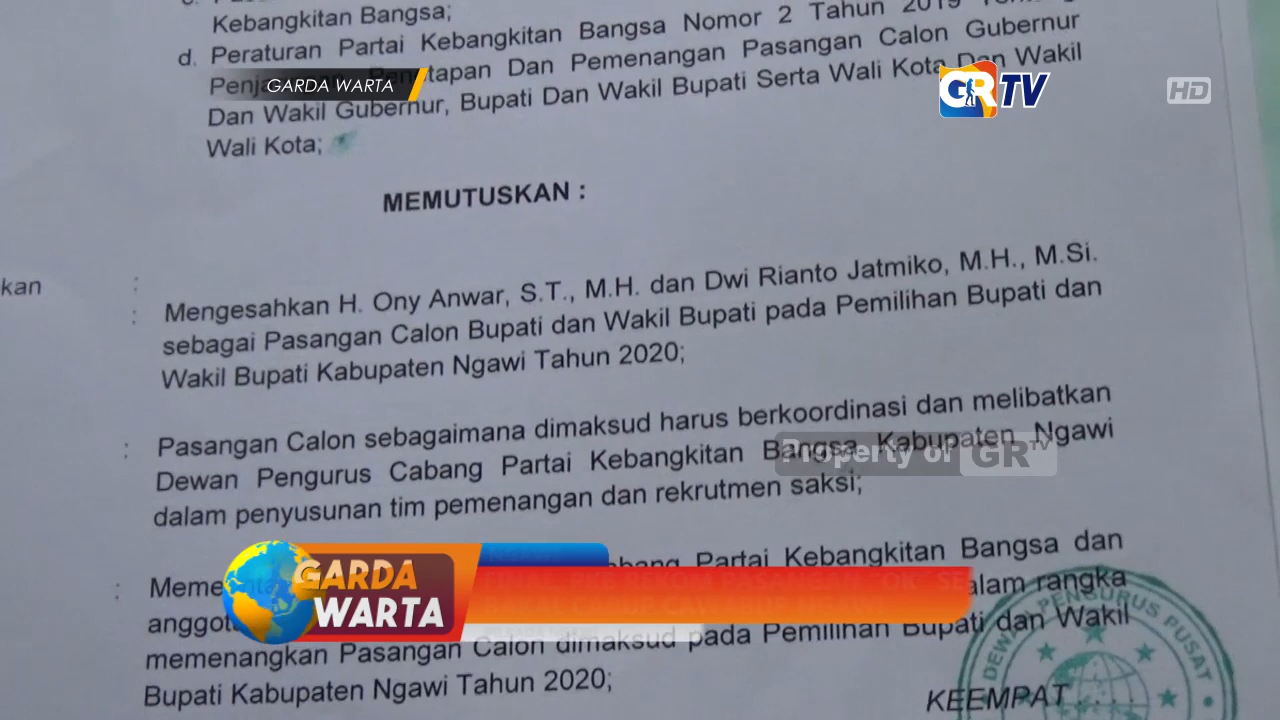 Kebangkitan Bangsa;
d. Peraturan Partai Kebangkitan Bangsa Nomor 2 Tahun 2019
tapan Dan Pemenangan Pasangan Calon Gubernur
Dan Wakil Gubernur, Bupati Dan Wakil Bupati Serta Wali Kota Dan Wakil
Wali Kota;
GARDA WARTA
GRTV
HD
MEMUTUSKAN :
kan
:
: Mengesahkan H. Ony Anwar, S.T., M.H. dan Dwi Rianto Jatmiko, M.H., M.Si.
sebagai Pasangan Calon Bupati dan Wakil Bupati pada Pemilihan Bupati dan
Wakil Bupati Kabupaten Ngawi Tahun 2020;
: Pasangan Calon sebagaimana dimaksud harus berkoordinasi dan melibatkan
Dewan Pengurus Cabang Partai Kebangkitan Bangsa Kabupaten Ngawi
dalam penyusunan tim pemenangan dan rekrutmen saksi;
Property of GRTV
: Partai Kebangkitan Bangsa dan
rangka
memenangkan Pasangan Calon dimaksud pada Pemilihan Bupati dan Wakil
Bupati Kabupaten Ngawi Tahun 2020;
GARDA
WARTA
DEWAN PENGURUS PUSAT
KEEMPAT . .